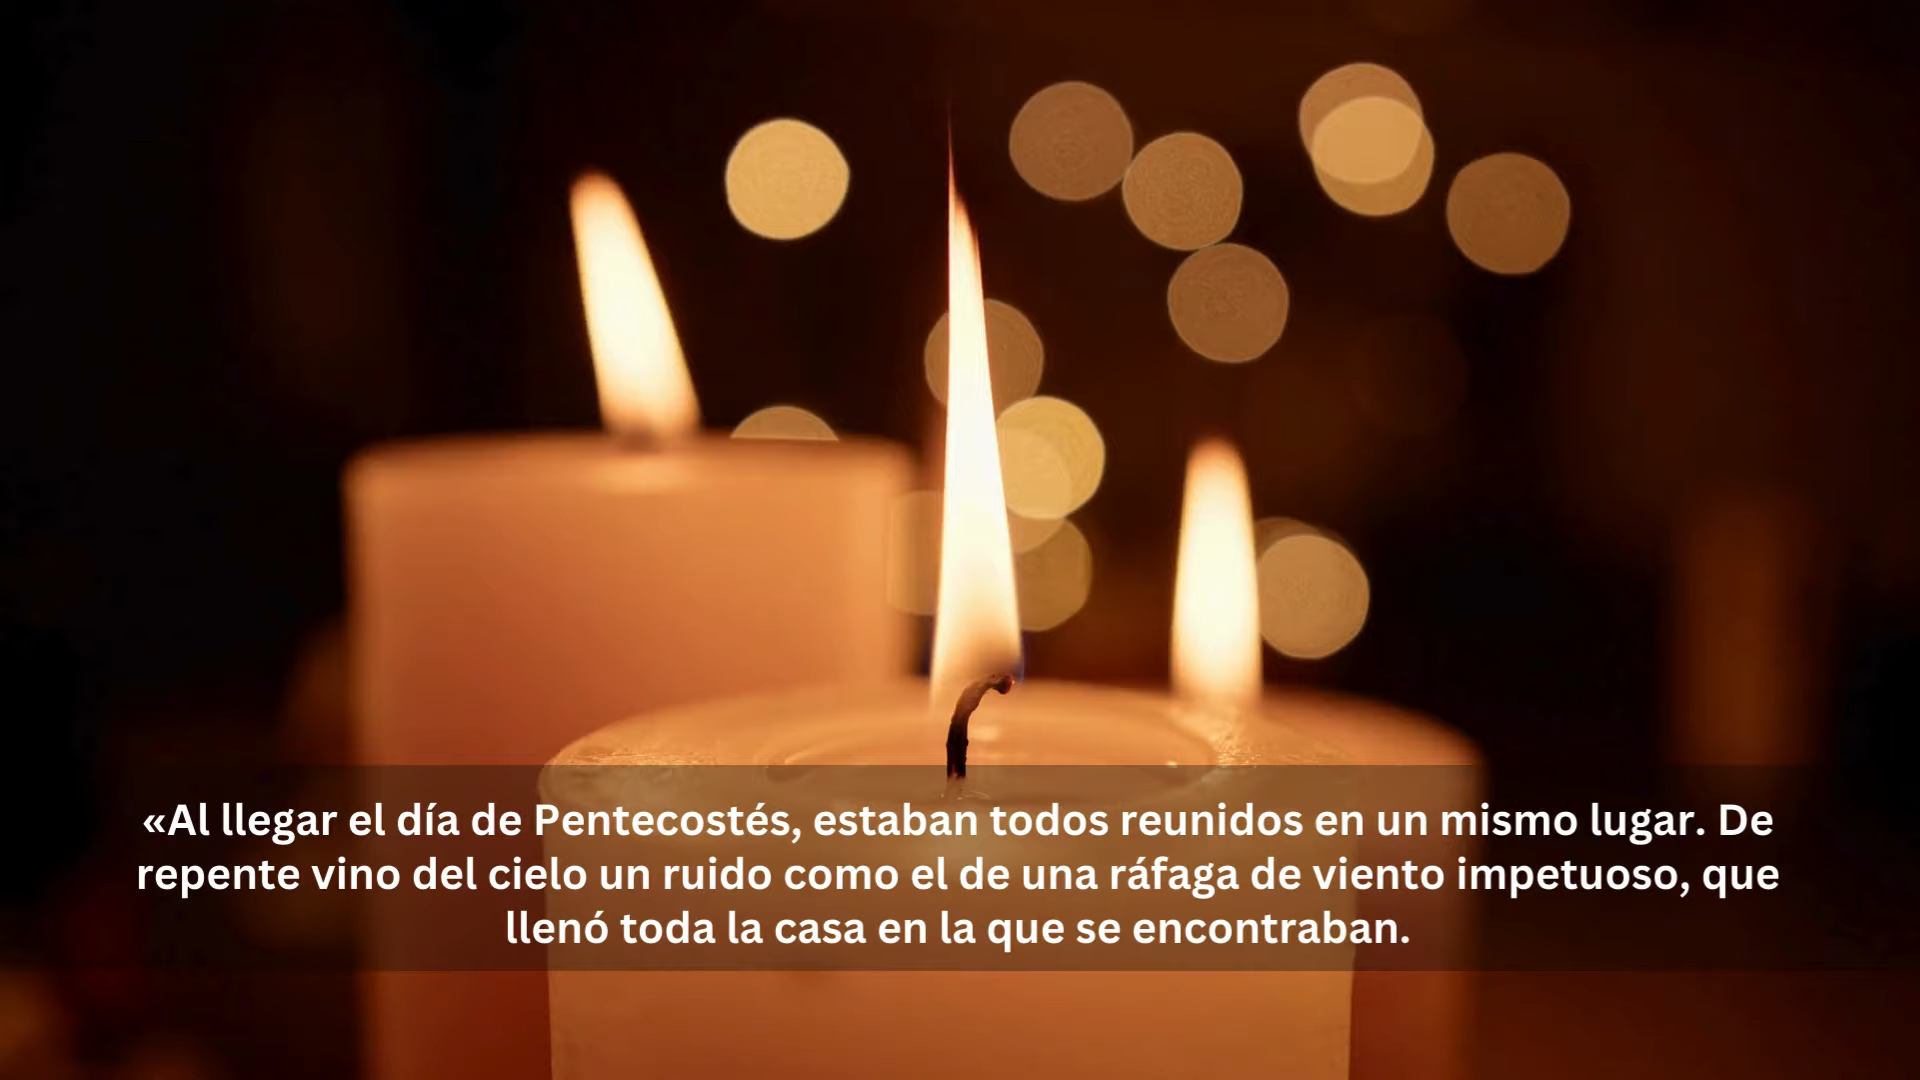 «Al llegar el día de Pentecostés, estaban todos reunidos en un mismo lugar. De
repente vino del cielo un ruido como el de una ráfaga de viento impetuoso, que
llenó toda la casa en la que se encontraban.